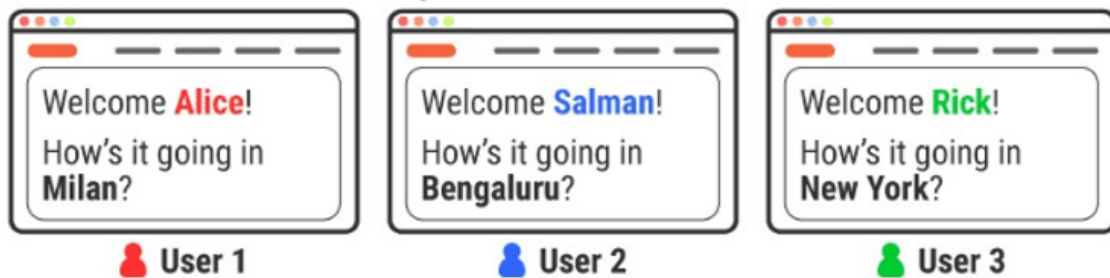 Welcome Alice!
How's it going in
Milan?
User 1
Welcome Salman!
How's it going in
Bengaluru?
User 2
Welcome Rick!
How's it going in
New York?
User 3